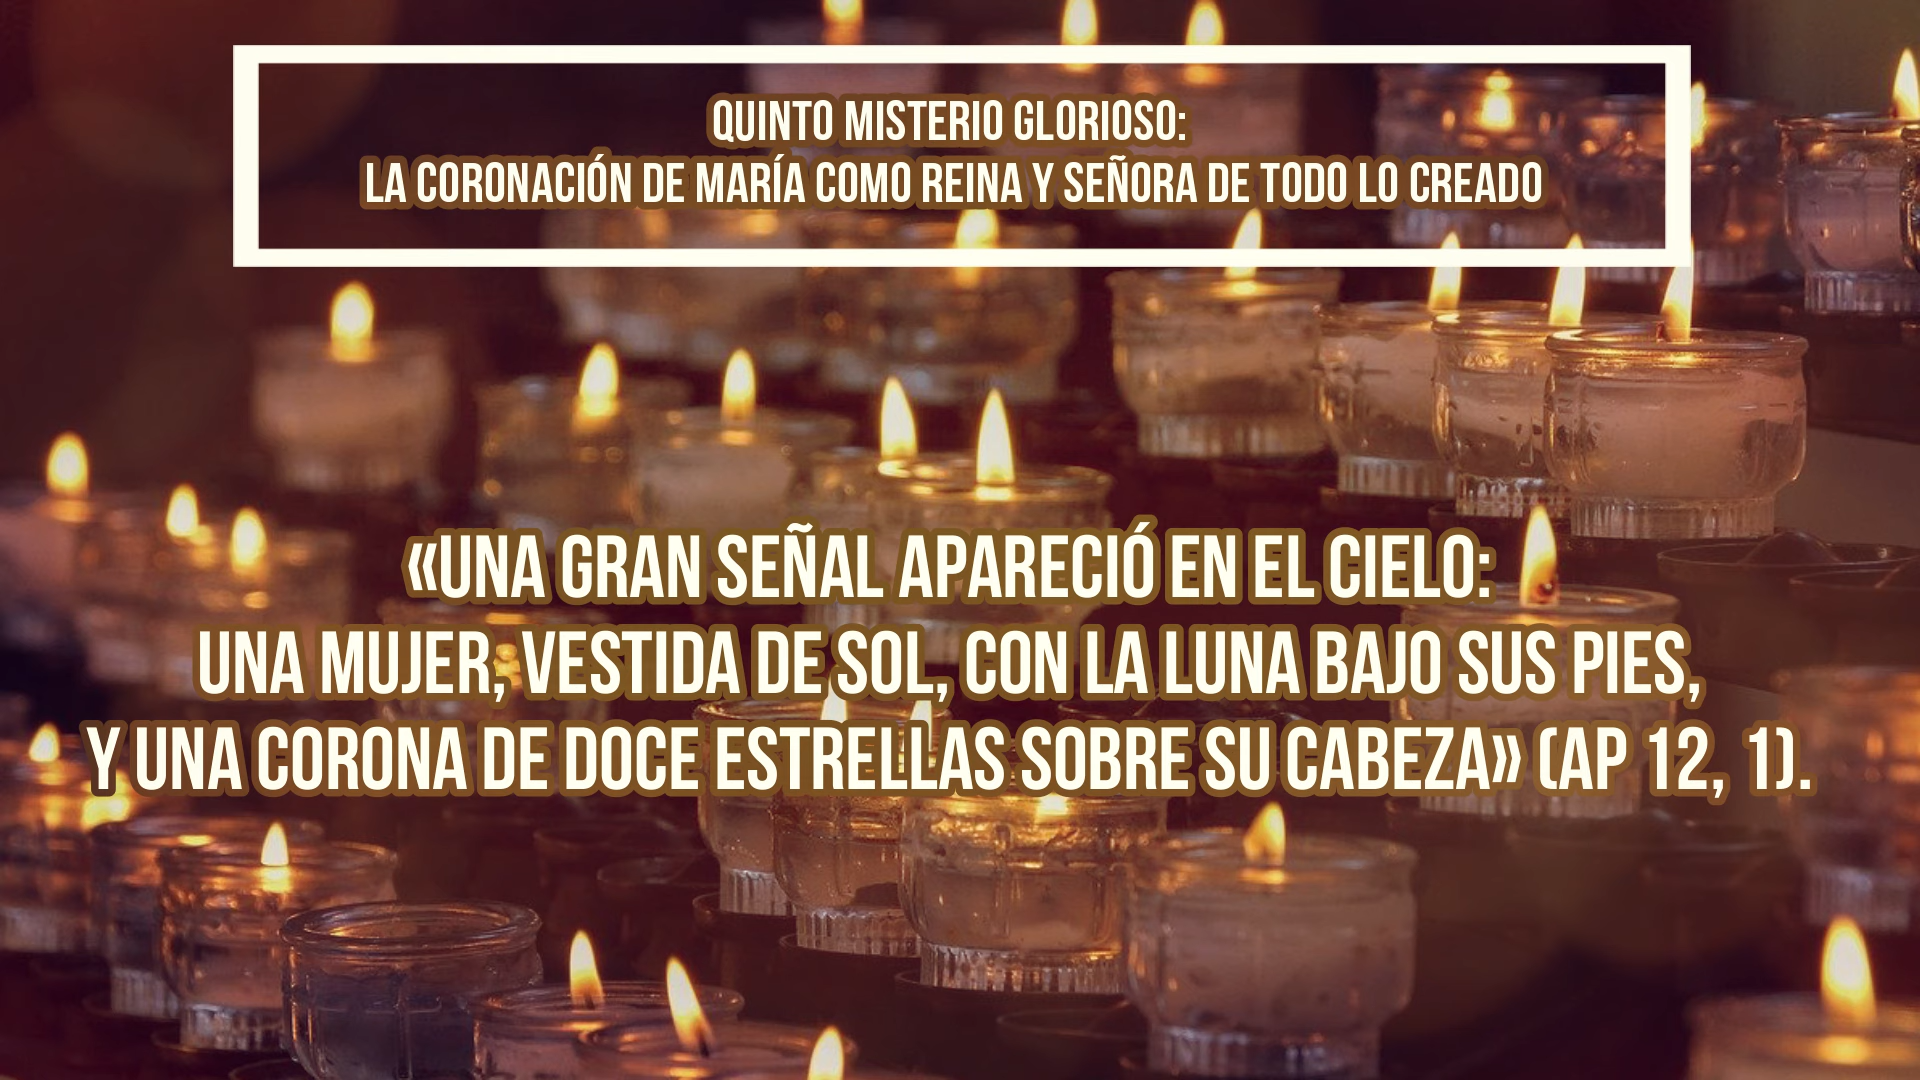 QUINTO MISTERIO GLORIOSO:
LA CORONACIÓN DE MARÍA COMO REINA Y SEÑORA DE TODO LO CREADO
«UNA GRAN SEÑAL APARECIÓ EN EL CIELO:
UNA MUJER, VESTIDA DE SOL, CON LA LUNA BAJO SUS PIES,
Y UNA CORONA DE DOCE ESTRELLAS SOBRE SU CABEZA» (AP 12, 1).